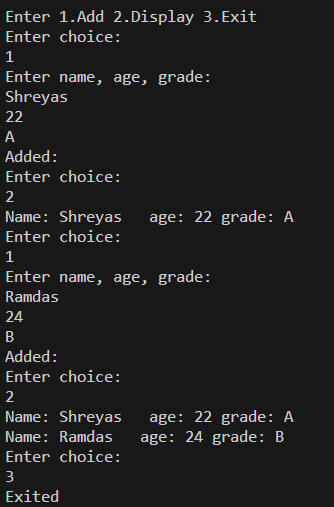 Enter 1.Add 2.Display 3.Exit
Enter choice:
1
Enter name, age, grade:
Shreyas
22
A
Added:
Enter choice:
2
Name: Shreyas   age: 22 grade: A
Enter choice:
1
Enter name, age, grade:
Ramdas
24
B
Added:
Enter choice:
2
Name: Shreyas   age: 22 grade: A
Name: Ramdas   age: 24 grade: B
Enter choice:
3
Exited